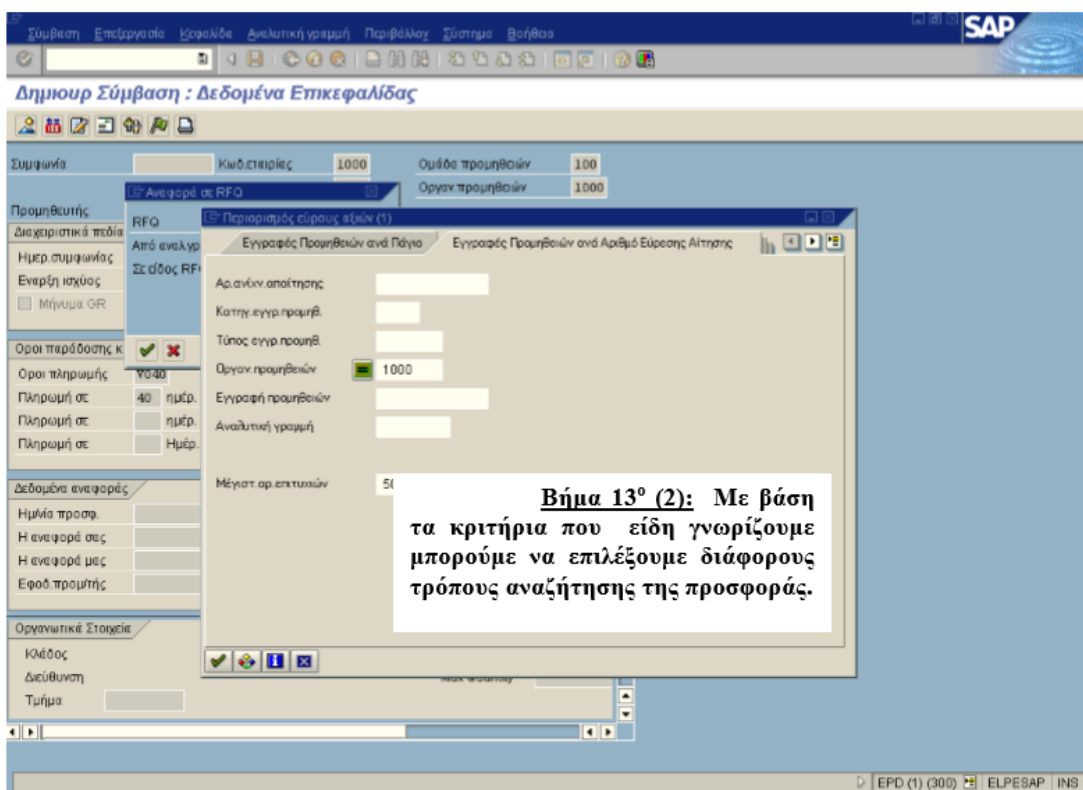 Σύμβαση Επεξεργασία Κεφαλίδα Αναλυτική γραμμή Περιβάλλον Σύστημα Βοήθεια
SAP
Δημιουρ Σύμβαση : Δεδομένα Επικεφαλίδας
Συμφωνία Κωδ.εταιρίας 1000 Ομάδα προμηθειών 100
Οργαν.προμηθειών 1000
Αναφορά σε RFQ
Προμηθευτής
RFQ
Περιορισμός εύρους αξιών (1)
Διαχειριστικά πεδία
Από αναλ.γρ
Εγγραφές Προμηθειών ανά Πάγιο Εγγραφές Προμηθειών ανά Αριθμό Εύρεσης Αίτησης
Ημερ.συμφωνίας
Σε είδος RF
Έναρξη ισχύος
Αρ.ανίχν.απαίτησης
Μήνυμα GR
Κατηγ.εγγρ.προμηθ.
Τύπος εγγρ.προμηθ.
Οροι παράδοσης κ
Οροι πληρωμής Υ040
Οργαν.προμηθειών 1000
Πληρωμή σε 40 ημέρ.
Εγγραφή προμηθειών
Πληρωμή σε ημέρ.
Αναλυτική γραμμή
Πληρωμή σε Ημέρ.
Δεδομένα αναφοράς
Μέγιστ.αρ.επιτυχιών 50
Βήμα 13º (2): Με βάση
τα κριτήρια που είδη γνωρίζουμε
μπορούμε να επιλέξουμε διάφορους
τρόπους αναζήτησης της προσφοράς.
Ημ/νία προσφ.
Η αναφορά σας
Η αναφορά μας
Εφοδ.προμ/τής
Οργανωτικά Στοιχεία
Κλάδος
Διεύθυνση
Τμήμα
EPD (1) (300) ELPESAP INS